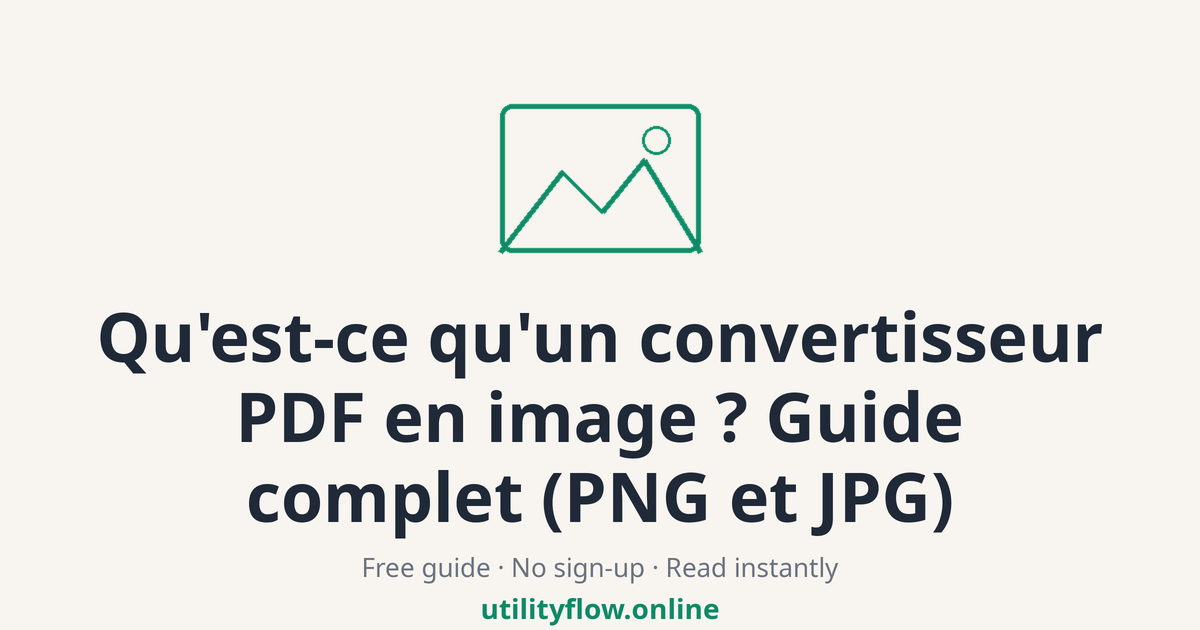 Qu'est-ce qu'un convertisseur
PDF en image ? Guide
complet (PNG et JPG)
Free guide · No sign-up · Read instantly
utilityflow.online